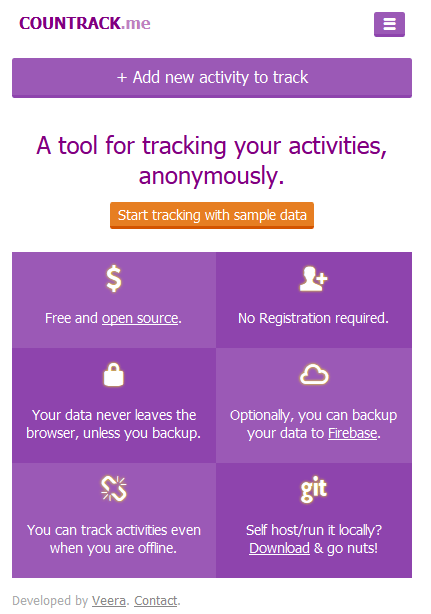 COUNTRACK.me
+ Add new activity to track
A tool for tracking your activities,
anonymously.
Start tracking with sample data
Free and open source.
No Registration required.
Your data never leaves the
browser, unless you backup.
Optionally, you can backup
your data to Firebase.
You can track activities even
when you are offline.
git
Self host/run it locally?
Download & go nuts!
Developed by Veera. Contact.